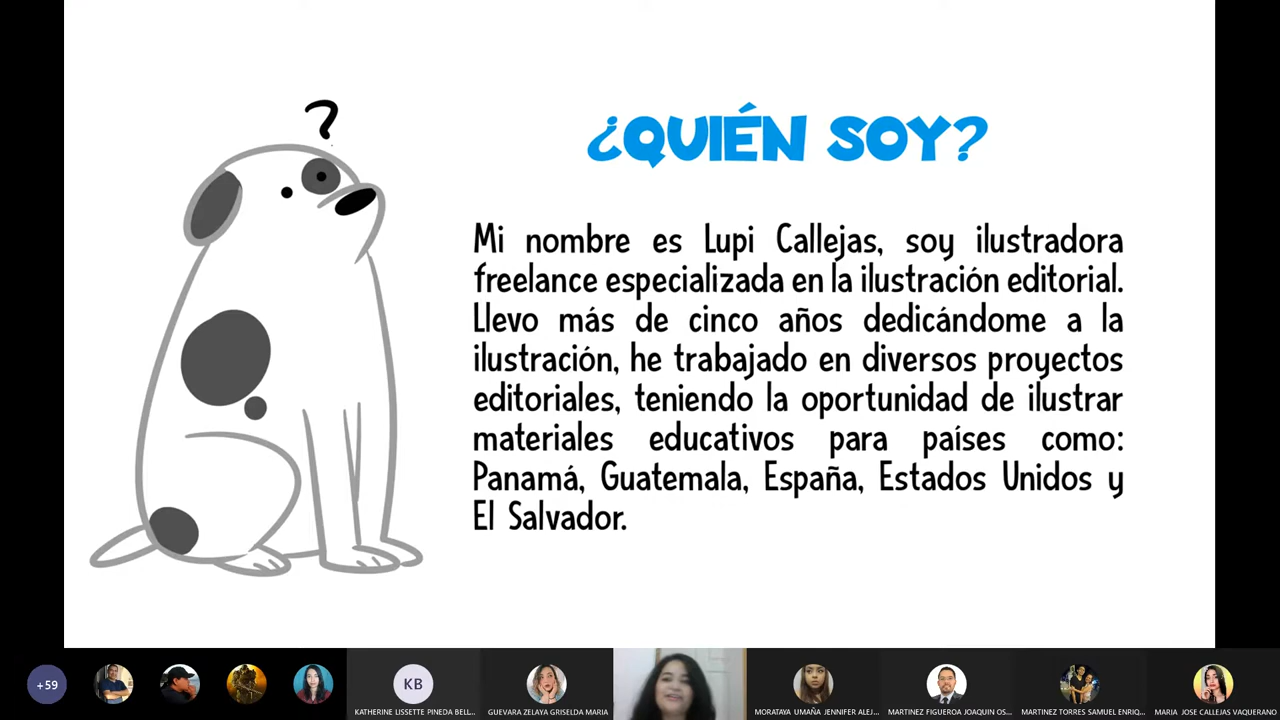 ?
¿QUIÉN SOY?
Mi nombre es Lupi Callejas, soy ilustradora
freelance especializada en la ilustración editorial.
Llevo más de cinco años dedicándome a la
ilustración, he trabajado en diversos proyectos
editoriales, teniendo la oportunidad de ilustrar
materiales educativos para países como:
Panamá, Guatemala, España, Estados Unidos y
El Salvador.
+59
KB
KATHERINE LISSETTE PINEDA BELL...
GUEVARA ZELAYA GRISELDA MARIA
MORATAYA UMAÑA JENNIFER ALEJ...
MARTINEZ FIGUEROA JOAQUIN OS...
MARTINEZ TORRES SAMUEL ENRIQ...
MARIA JOSE CALLEJAS VAQUERANO